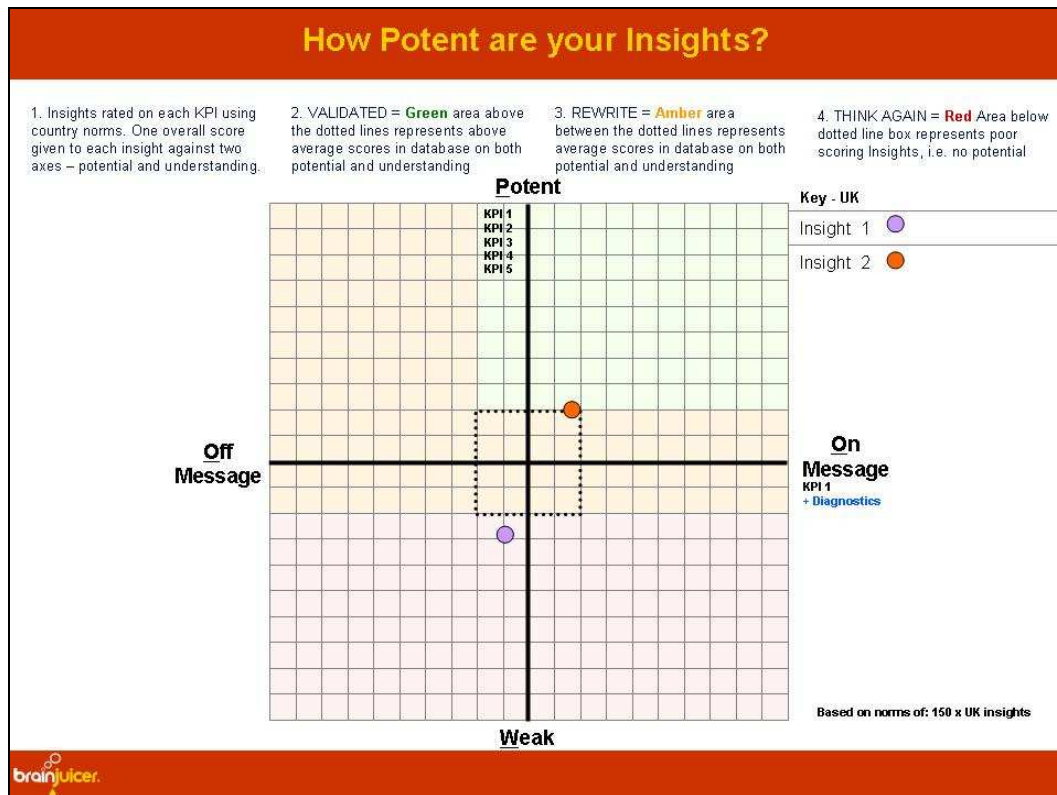 How Potent are your Insights?
1. Insights rated on each KPI using
country norms. One overall score
given to each insight against two
axes – potential and understanding.
2. VALIDATED = Green area above
the dotted lines represents above
average scores in database on both
potential and understanding
3. REWRITE = Amber area
between the dotted lines represents
average scores in database on both
potential and understanding
4. THINK AGAIN = Red Area below
dotted line box represents poor
scoring Insights, i.e. no potential
Potent
KPI 1
KPI 2
KPI 3
KPI 4
KPI 5
Key - UK
Insight 1
Insight 2
Off
Message
On
Message
KPI 1
+ Diagnostics
Based on norms of: 150 x UK insights
Weak
brainjuicer.